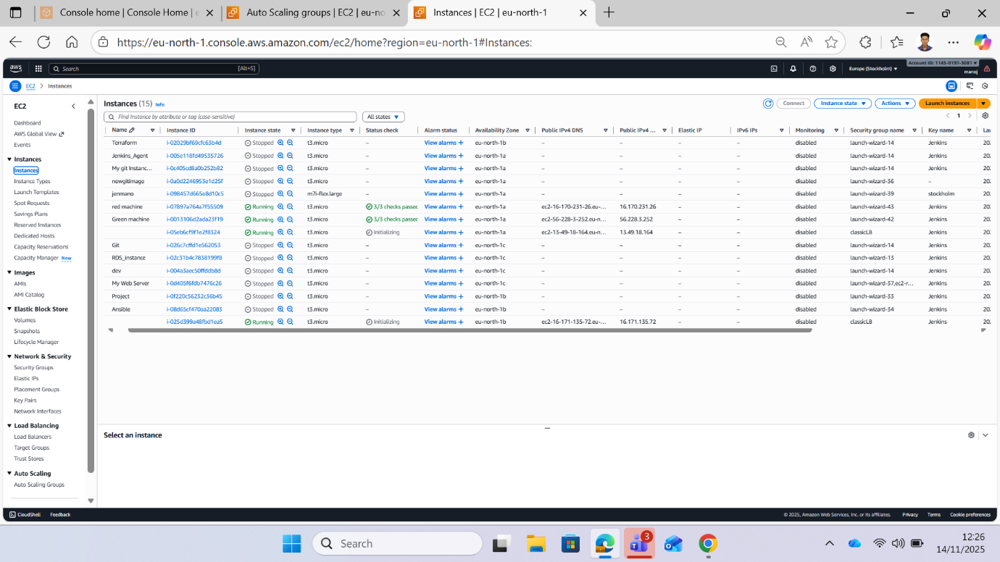 Console home | Console Home | e
Auto Scaling groups | EC2 | eu-no
Instances | EC2 | eu-north-1
https://eu-north-1.console.aws.amazon.com/ec2/home?region=eu-north-1#Instances:
aws Search [Alt+S] Europe (Stockholm) Account ID: 1145-0197-3081
manoj
EC2 > Instances
EC2
Dashboard
AWS Global View
Events
Instances
Instances
Instance Types
Launch Templates
Spot Requests
Savings Plans
Reserved Instances
Dedicated Hosts
Capacity Reservations
Capacity Manager New
Images
AMIs
AMI Catalog
Elastic Block Store
Volumes
Snapshots
Lifecycle Manager
Network & Security
Security Groups
Elastic IPs
Placement Groups
Key Pairs
Network Interfaces
Load Balancing
Load Balancers
Target Groups
Trust Stores
Auto Scaling
Auto Scaling Groups
Instances (15) Info Connect Instance state Actions Launch instances
Find Instance by attribute or tag (case-sensitive) All states 1
Name Instance ID Instance state Instance type Status check Alarm status Availability Zone Public IPv4 DNS Public IPv4 ... Elastic IP IPv6 IPs Monitoring Security group name Key name Lau
Terraform i-02029bf69cfc63b4d Stopped t3.micro – View alarms + eu-north-1b – – – – disabled launch-wizard-14 Jenkins 202
Jenkins_Agent i-005e118fd49535726 Stopped t3.micro – View alarms + eu-north-1a – – – – disabled launch-wizard-14 Jenkins 202
My git Instanc... i-0c405cd8a0b252b82 Stopped t3.micro – View alarms + eu-north-1a – – – – disabled launch-wizard-14 Jenkins 202
newgitimage i-0a0d2246953e1d25f Stopped t3.micro – View alarms + eu-north-1a – – – – disabled launch-wizard-36 – 202
jenmano i-098457d665e8d10c5 Stopped m7i-flex.large – View alarms + eu-north-1a – – – – disabled launch-wizard-39 stockholm 202
red machine i-07897a764a7f55509 Running t3.micro 3/3 checks passed View alarms + eu-north-1a ec2-16-170-231-26.eu-... 16.170.231.26 – – disabled launch-wizard-43 Jenkins 202
Green machine i-0013106d2ada23f19 Running t3.micro 3/3 checks passed View alarms + eu-north-1a ec2-56-228-3-252.eu-n... 56.228.3.252 – – disabled launch-wizard-42 Jenkins 202
i-05eb6cf9f1e2f8324 Running t3.micro Initializing View alarms + eu-north-1a ec2-13-49-18-164.eu-n... 13.49.18.164 – – disabled classicLB Jenkins 202
Git i-026c7cffd1e562053 Stopped t3.micro – View alarms + eu-north-1c – – – – disabled launch-wizard-14 Jenkins 202
RDS_instance i-02c31b4c7838199f8 Stopped t3.micro – View alarms + eu-north-1c – – – – disabled launch-wizard-13 Jenkins 202
dev i-004a3aec50ffddb8d Stopped t3.micro – View alarms + eu-north-1c – – – – disabled launch-wizard-14 Jenkins 202
My Web Server i-0d405f6fdb7476c26 Stopped t3.micro – View alarms + eu-north-1c – – – – disabled launch-wizard-37,ec2-r... Jenkins 202
Project i-0f220c56232c36b45 Stopped t3.micro – View alarms + eu-north-1b – – – – disabled launch-wizard-33 Jenkins 202
Ansible i-08d65cf470aa22083 Stopped t3.micro – View alarms + eu-north-1b – – – – disabled launch-wizard-34 Jenkins 202
i-025d399a48fbd1ea5 Running t3.micro Initializing View alarms + eu-north-1b ec2-16-171-135-72.eu-... 16.171.135.72 – – disabled classicLB Jenkins 202
Select an instance
CloudShell Feedback © 2025, Amazon Web Services, Inc. or its affiliates. Privacy Terms Cookie preferences
Search 3 12:26
14/11/2025